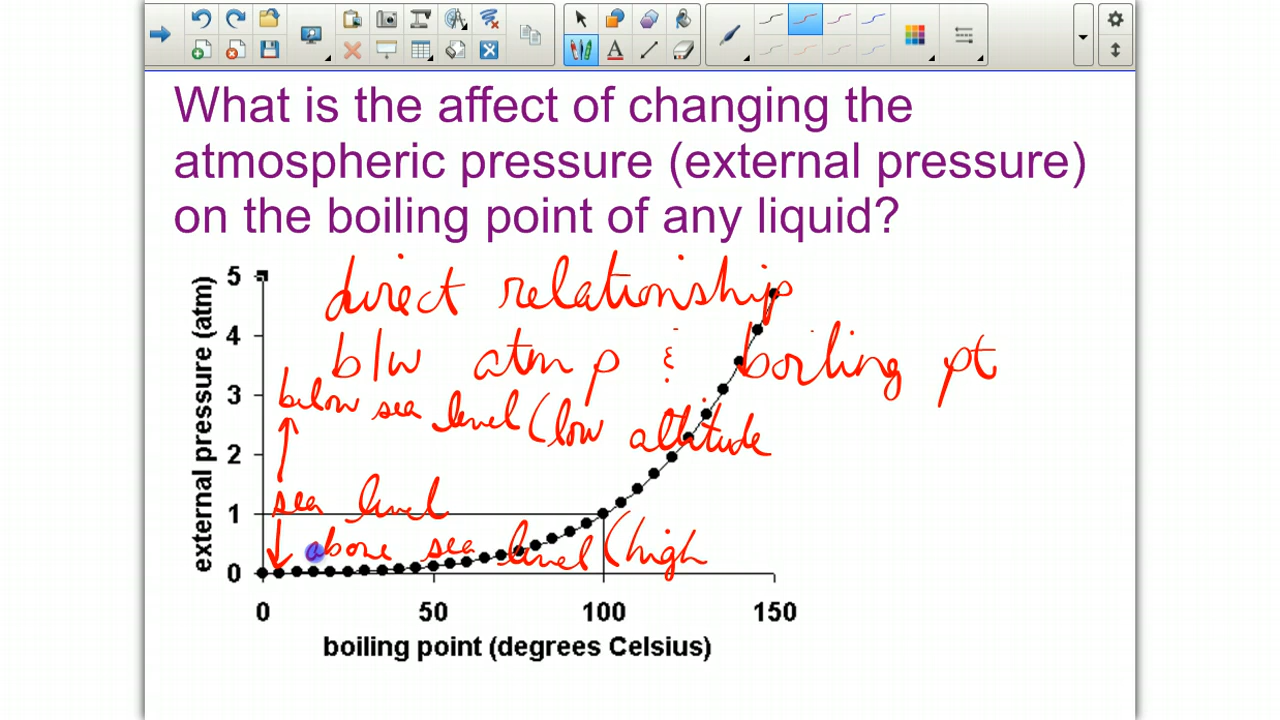 What is the affect of changing the
atmospheric pressure (external pressure)
on the boiling point of any liquid?
direct relationship
b/w atm p & boiling pt
below sea level (low altitude
sea level
above sea level (high
external pressure (atm)
5
4
3
2
1
0
0 50 100 150
boiling point (degrees Celsius)